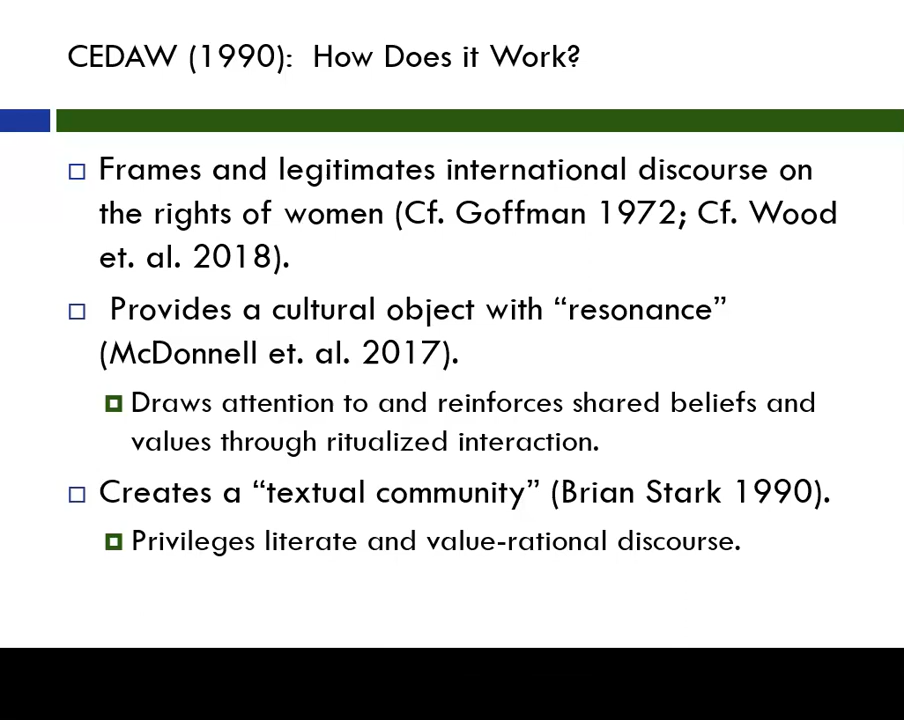 CEDAW (1990):  How Does it Work?
Frames and legitimates international discourse on
the rights of women (Cf. Goffman 1972; Cf. Wood
et. al. 2018).
Provides a cultural object with “resonance”
(McDonnell et. al. 2017).
Draws attention to and reinforces shared beliefs and
values through ritualized interaction.
Creates a “textual community” (Brian Stark 1990).
Privileges literate and value-rational discourse.